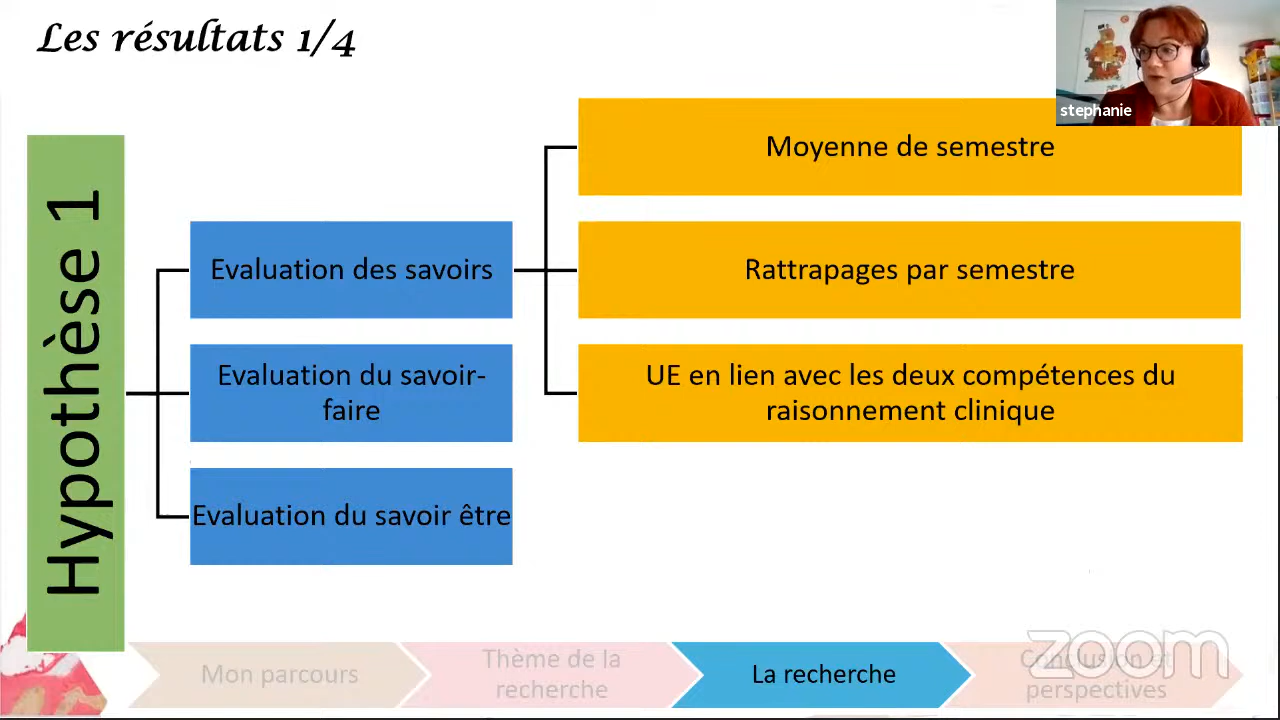 Les résultats 1/4
stephanie
Hypothèse 1
Evaluation des savoirs
Evaluation du savoir-
faire
Evaluation du savoir être
Moyenne de semestre
Rattrapages par semestre
UE en lien avec les deux compétences du
raisonnement clinique
Mon parcours
Thème de la
recherche
La recherche
Conclusion et
perspectives
zoom